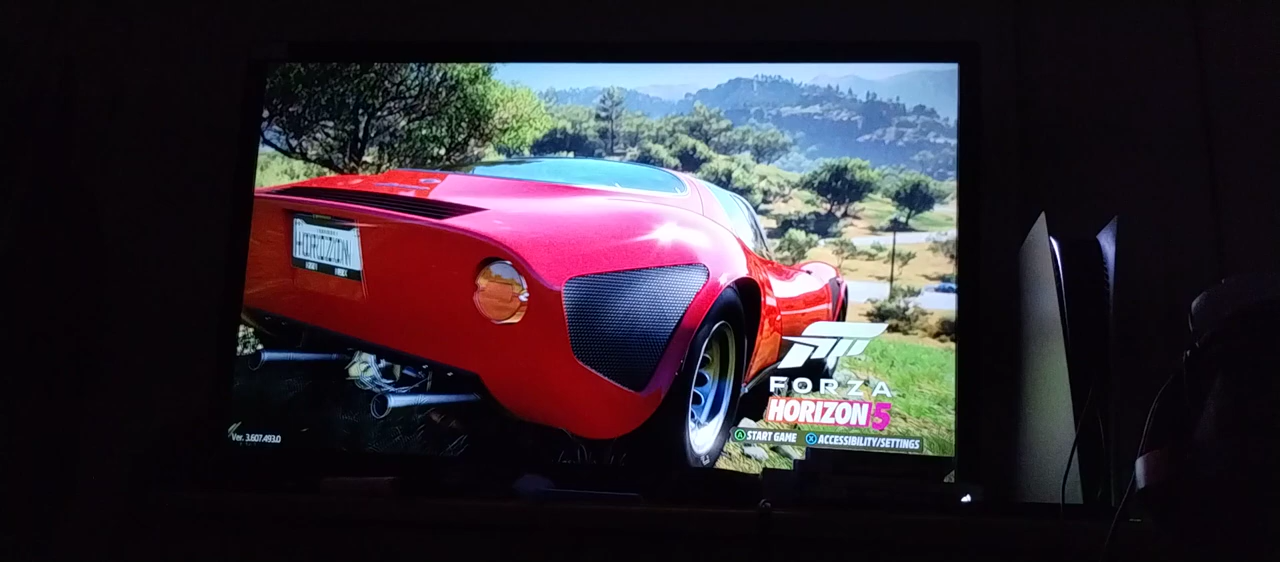 HORIZON
Ver. 3.607.493.0
FORZA
HORIZON 5
A START GAME X ACCESSIBILITY/SETTINGS